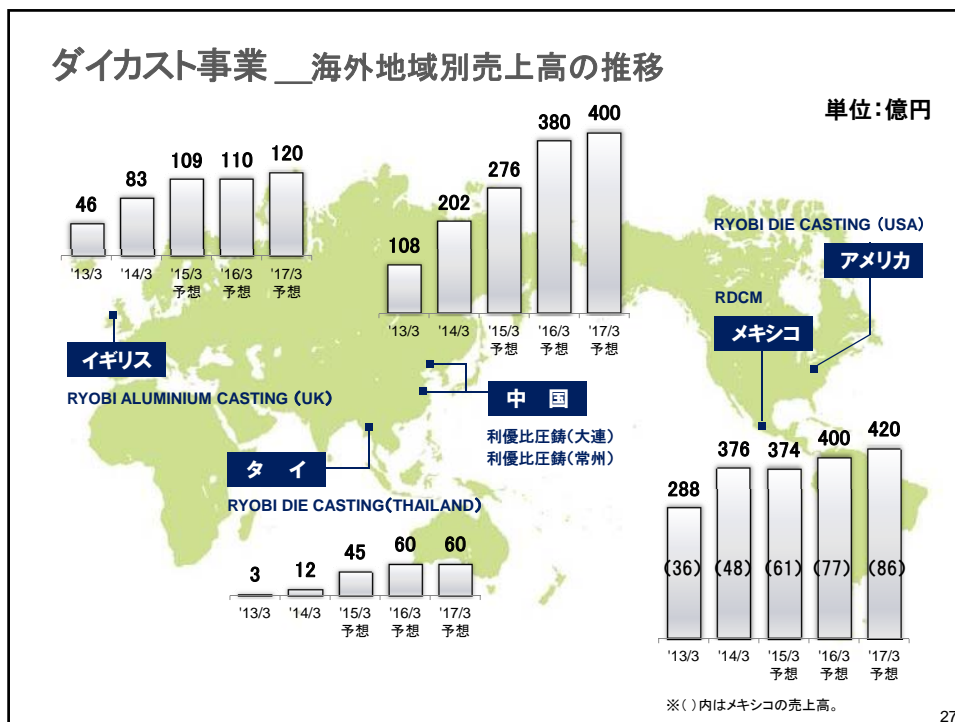 ダイカスト事業＿海外地域別売上高の推移
単位：億円
46
83
109
110
120
'13/3
'14/3
'15/3
予想
'16/3
予想
'17/3
予想
イギリス
RYOBI ALUMINIUM CASTING (UK)
108
202
276
380
400
'13/3
'14/3
'15/3
予想
'16/3
予想
'17/3
予想
中 国
利優比圧鋳(大連)
利優比圧鋳(常州)
タ イ
RYOBI DIE CASTING(THAILAND)
3
12
45
60
60
'13/3
'14/3
'15/3
予想
'16/3
予想
'17/3
予想
RYOBI DIE CASTING (USA)
アメリカ
RDCM
メキシコ
288
376
374
400
420
(36)
(48)
(61)
(77)
(86)
'13/3
'14/3
'15/3
予想
'16/3
予想
'17/3
予想
※( )内はメキシコの売上高。
27